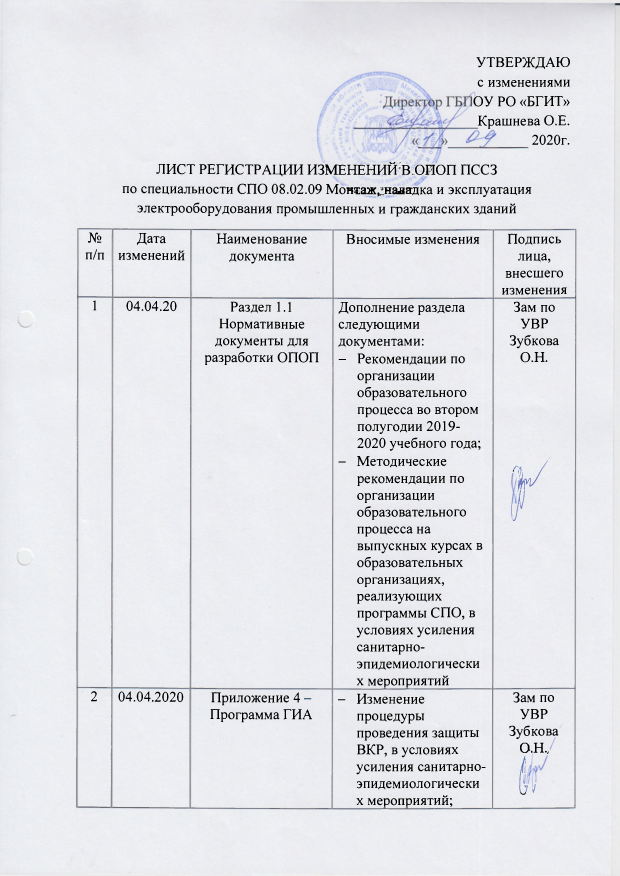 УТВЕРЖДАЮ
с изменениями
Директор ГБПОУ РО «БГИТ»
Крашнева О.Е.
« 1 » 09 2020г.
ЛИСТ РЕГИСТРАЦИИ ИЗМЕНЕНИЙ В ОПОП ПССЗ
по специальности СПО 08.02.09 Монтаж, наладка и эксплуатация
электрооборудования промышленных и гражданских зданий
№ Дата Наименование Вносимые изменения Подпись
п/п изменений документа лица,
внесшего
изменения
1 04.04.20 Раздел 1.1 Дополнение раздела Зам по
Нормативные следующими УВР
документы для документами: Зубкова
разработки ОПОП – Рекомендации по О.Н.
организации
образовательного
процесса во втором
полугодии 2019-
2020 учебного года;
– Методические
рекомендации по
организации
образовательного
процесса на
выпускных курсах в
образовательных
организациях,
реализующих
программы СПО, в
условиях усиления
санитарно-
эпидемиологически
х мероприятий
2 04.04.2020 Приложение 4 – – Изменение Зам по
Программа ГИА процедуры УВР
проведения защиты Зубкова
ВКР, в условиях О.Н.
усиления санитарно-
эпидемиологически
х мероприятий;